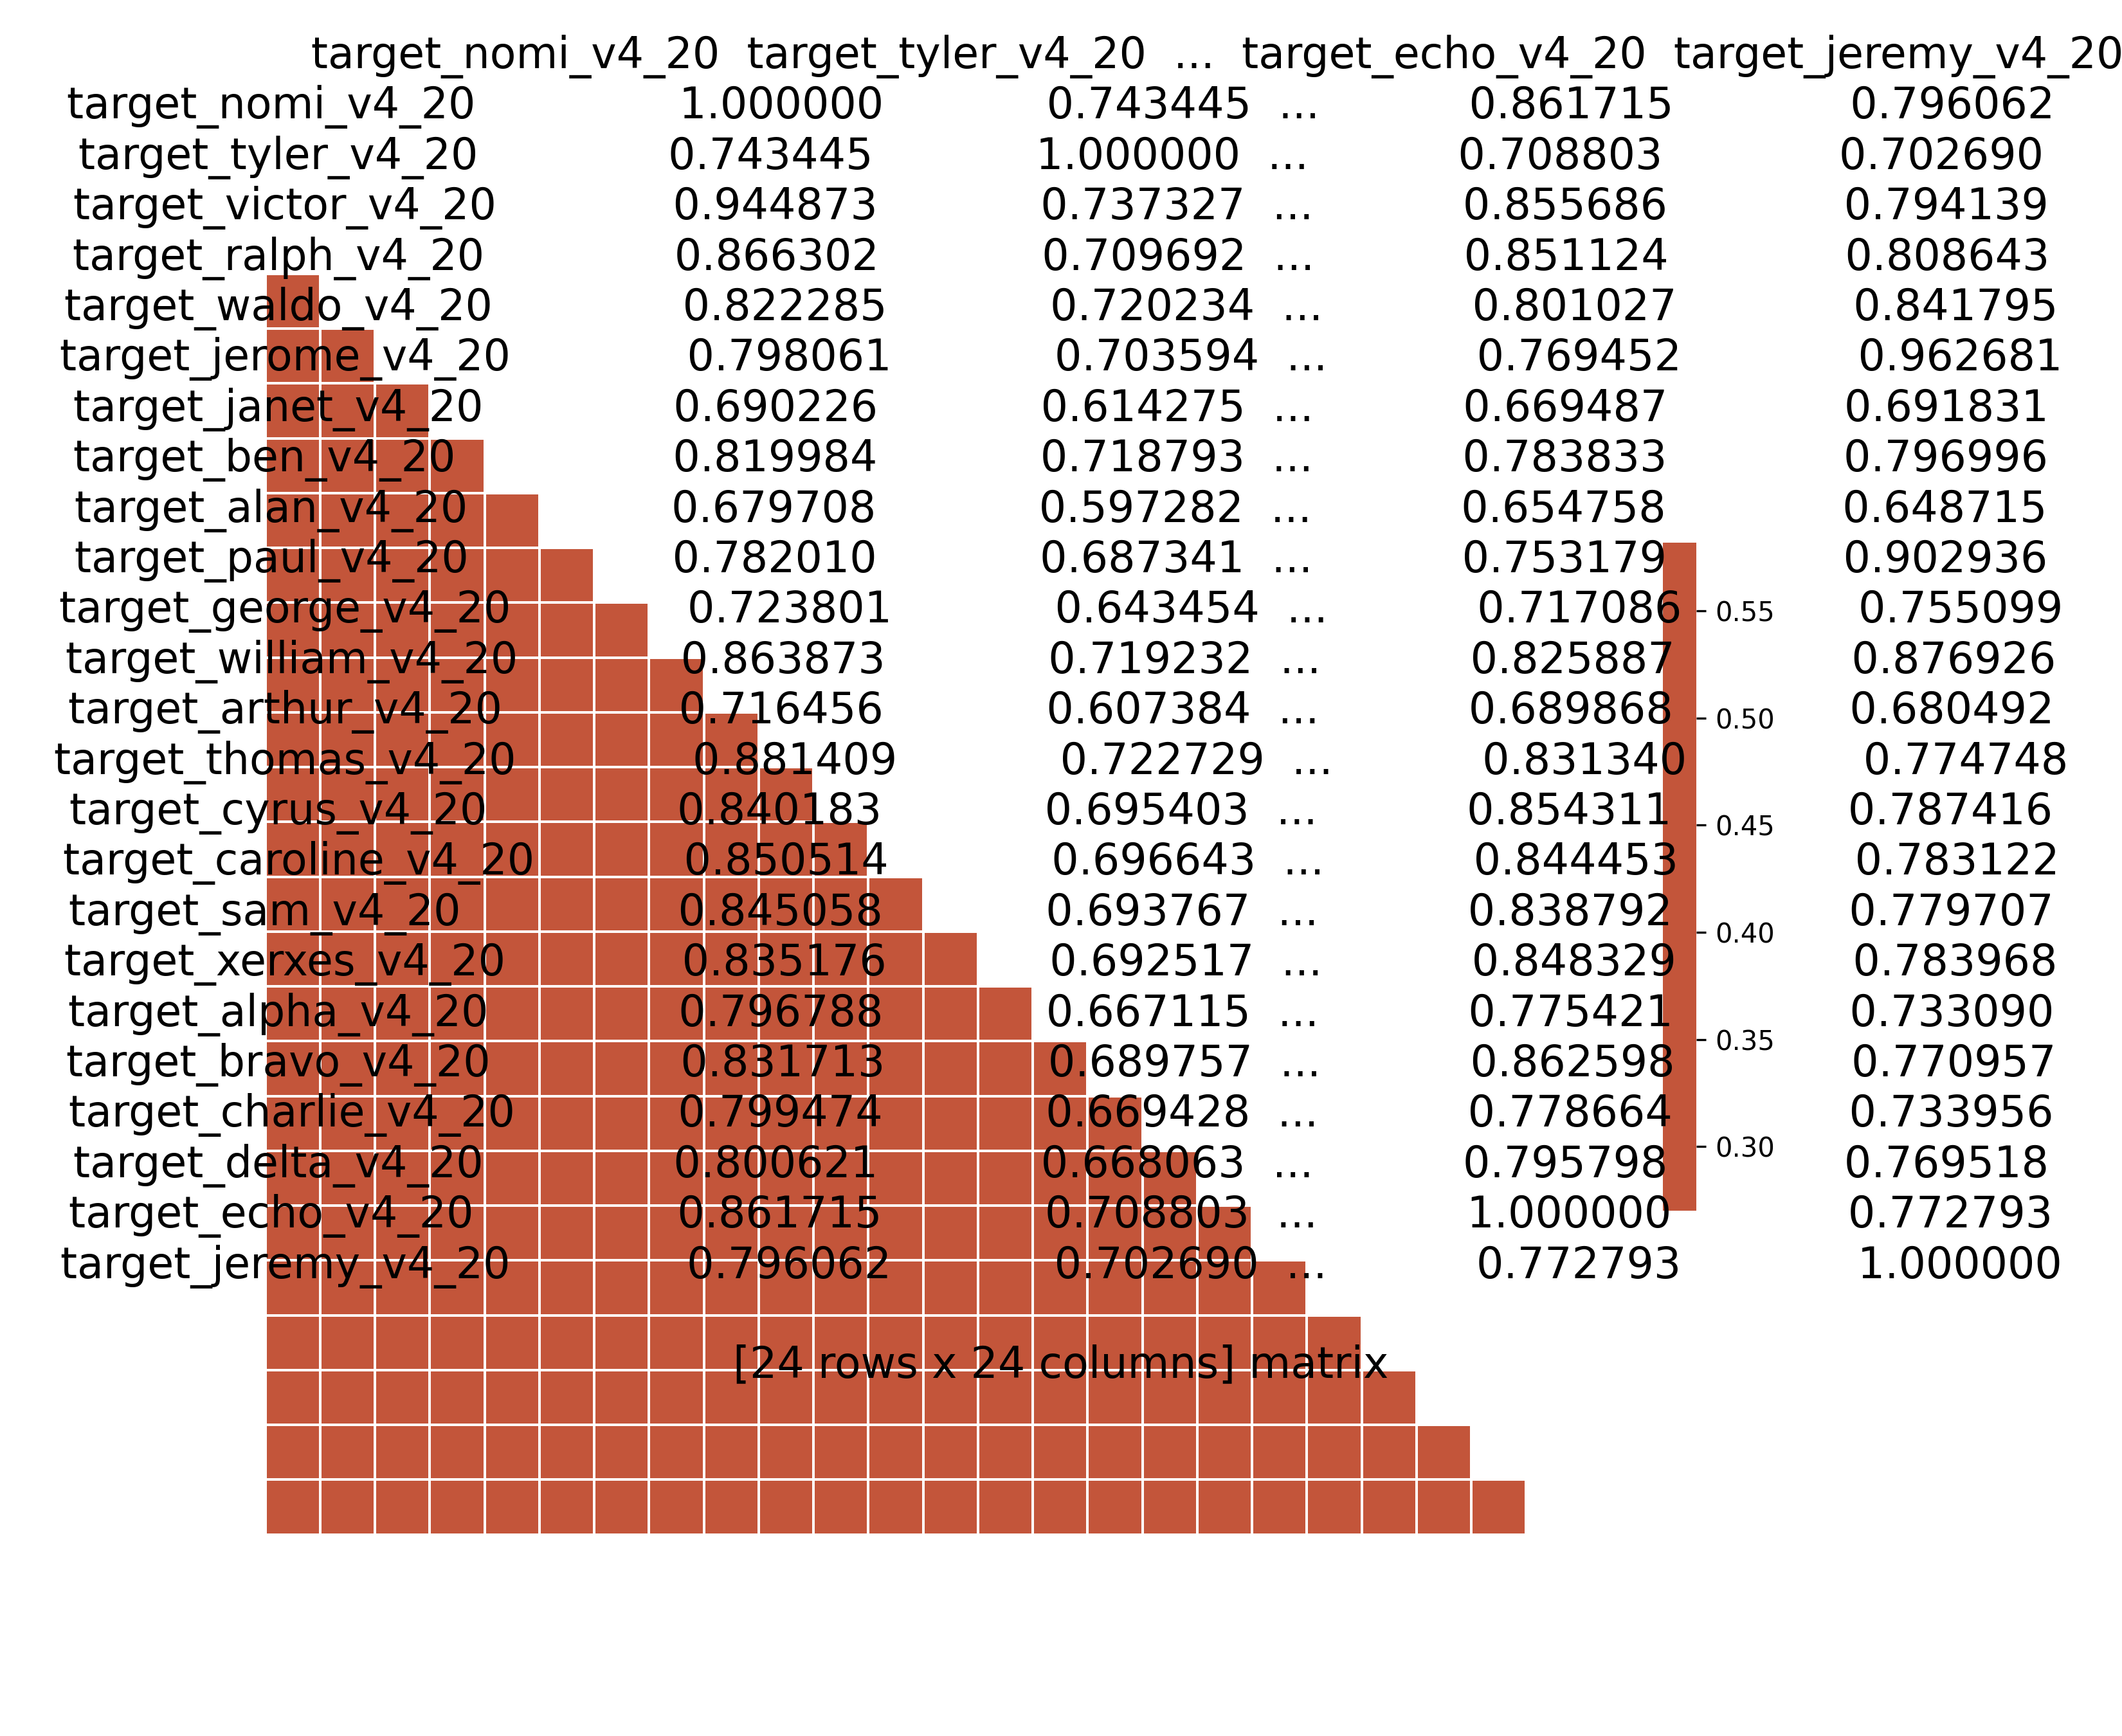 target_nomi_v4_20 target_tyler_v4_20 ... target_echo_v4_20 target_jeremy_v4_20
target_nomi_v4_20 1.000000 0.743445 ... 0.861715 0.796062
target_tyler_v4_20 0.743445 1.000000 ... 0.708803 0.702690
target_victor_v4_20 0.944873 0.737327 ... 0.855686 0.794139
target_ralph_v4_20 0.866302 0.709692 ... 0.851124 0.808643
target_waldo_v4_20 0.822285 0.720234 ... 0.801027 0.841795
target_jerome_v4_20 0.798061 0.703594 ... 0.769452 0.962681
target_janet_v4_20 0.690226 0.614275 ... 0.669487 0.691831
target_ben_v4_20 0.819984 0.718793 ... 0.783833 0.796996
target_alan_v4_20 0.679708 0.597282 ... 0.654758 0.648715
target_paul_v4_20 0.782010 0.687341 ... 0.753179 0.902936
target_george_v4_20 0.723801 0.643454 ... 0.717086 0.755099
target_william_v4_20 0.863873 0.719232 ... 0.825887 0.876926
target_arthur_v4_20 0.716456 0.607384 ... 0.689868 0.680492
target_thomas_v4_20 0.881409 0.722729 ... 0.831340 0.774748
target_cyrus_v4_20 0.840183 0.695403 ... 0.854311 0.787416
target_caroline_v4_20 0.850514 0.696643 ... 0.844453 0.783122
target_sam_v4_20 0.845058 0.693767 ... 0.838792 0.779707
target_xerxes_v4_20 0.835176 0.692517 ... 0.848329 0.783968
target_alpha_v4_20 0.796788 0.667115 ... 0.775421 0.733090
target_bravo_v4_20 0.831713 0.689757 ... 0.862598 0.770957
target_charlie_v4_20 0.799474 0.669428 ... 0.778664 0.733956
target_delta_v4_20 0.800621 0.668063 ... 0.795798 0.769518
target_echo_v4_20 0.861715 0.708803 ... 1.000000 0.772793
target_jeremy_v4_20 0.796062 0.702690 ... 0.772793 1.000000
[24 rows x 24 columns] matrix
0.55
0.50
0.45
0.40
0.35
0.30